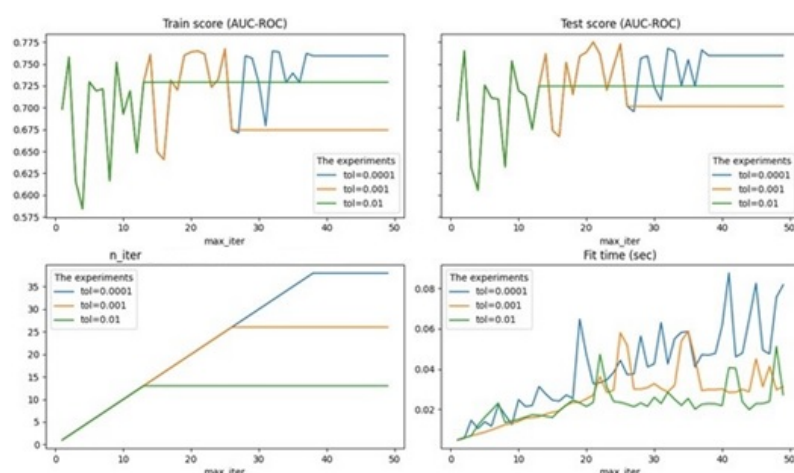 Train score (AUC-ROC)
0.775
0.750
0.725
0.700
0.675
0.650
0.625
0.600
0.575
The experiments
tol=0.0001
tol=0.001
tol=0.01
0
10
20
30
40
50
max_iter
Test score (AUC-ROC)
The experiments
tol=0.0001
tol=0.001
tol=0.01
0
10
20
30
40
50
max_iter
n_iter
35
30
25
20
15
10
5
0
The experiments
tol=0.0001
tol=0.001
tol=0.01
0
10
20
30
40
50
max_iter
Fit time (sec)
0.08
0.06
0.04
0.02
The experiments
tol=0.0001
tol=0.001
tol=0.01
0
10
20
30
40
50
max_iter